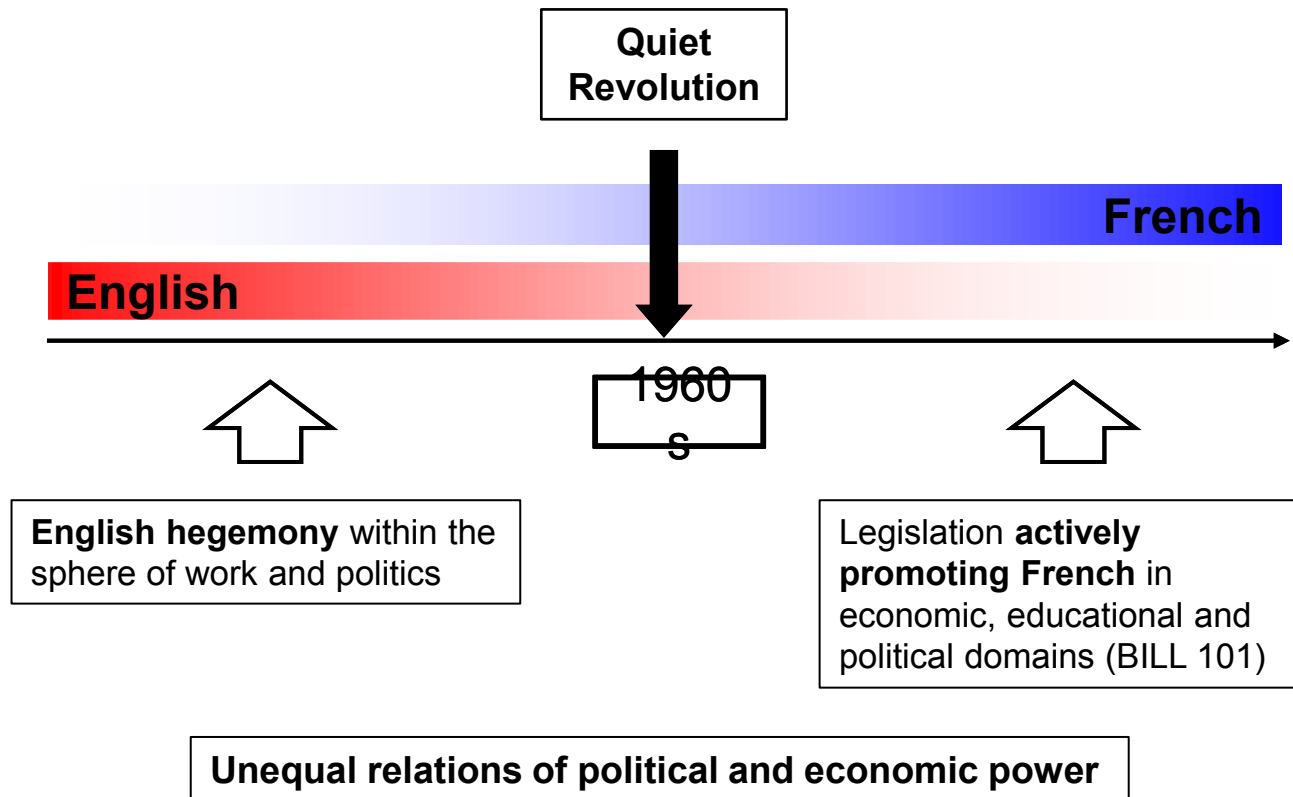 Quiet
Revolution
French
English
1960
s
English hegemony within the
sphere of work and politics
Legislation actively
promoting French in
economic, educational and
political domains (BILL 101)
Unequal relations of political and economic power